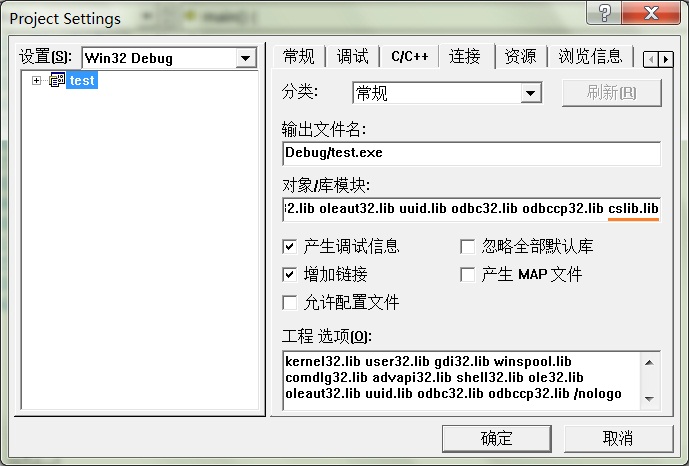 main() {
Project Settings
设置(S):
Win32 Debug
test
常规
调试
C/C++
连接
资源
浏览信息
分类:
常规
刷新(R)
输出文件名:
Debug/test.exe
对象/库模块:
32.lib oleaut32.lib uuid.lib odbc32.lib odbccp32.lib cslib.lib
产生调试信息
忽略全部默认库
增加链接
产生 MAP 文件
允许配置文件
工程 选项(O):
kernel32.lib user32.lib gdi32.lib winspool.lib
comdlg32.lib advapi32.lib shell32.lib ole32.lib
oleaut32.lib uuid.lib odbc32.lib odbccp32.lib /nologo
确定
取消